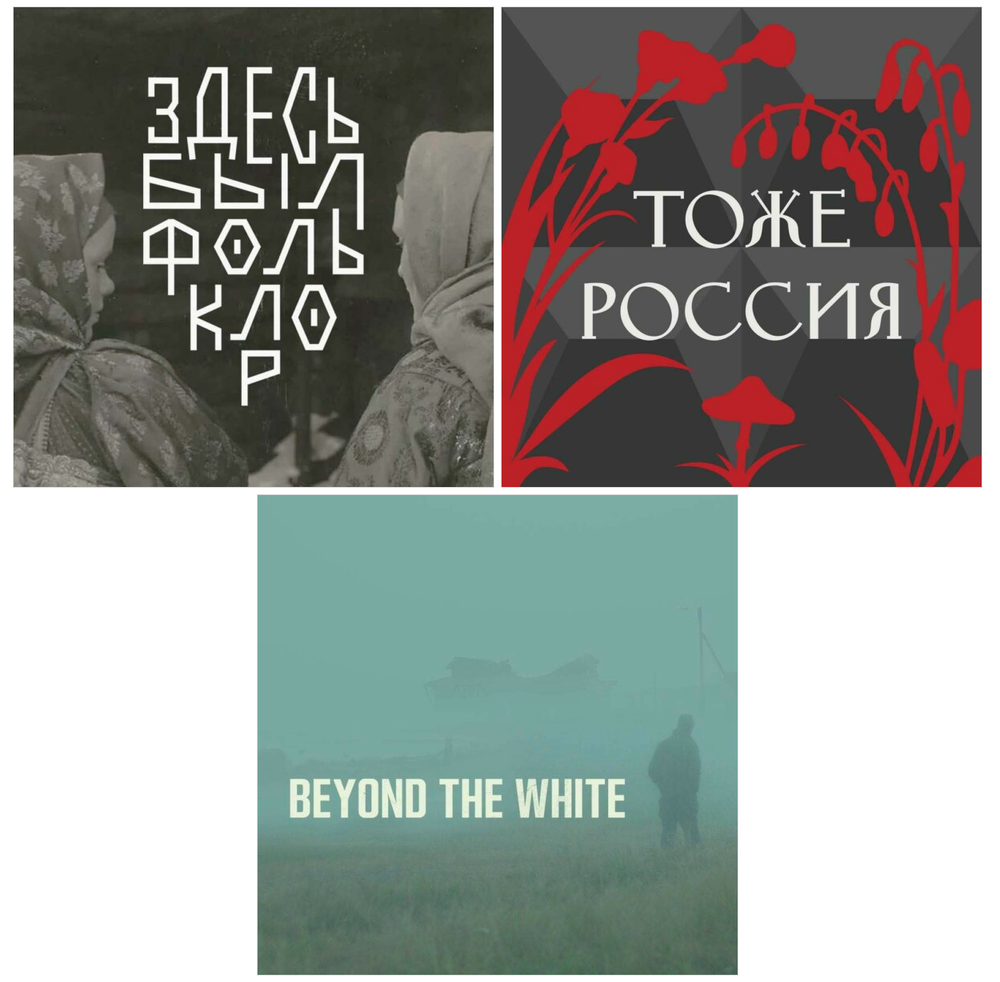 ЗДЕСЬ
БЫЛ
ФОЛЬ
КЛО
Р
ТОЖЕ
РОССИЯ
BEYOND THE WHITE